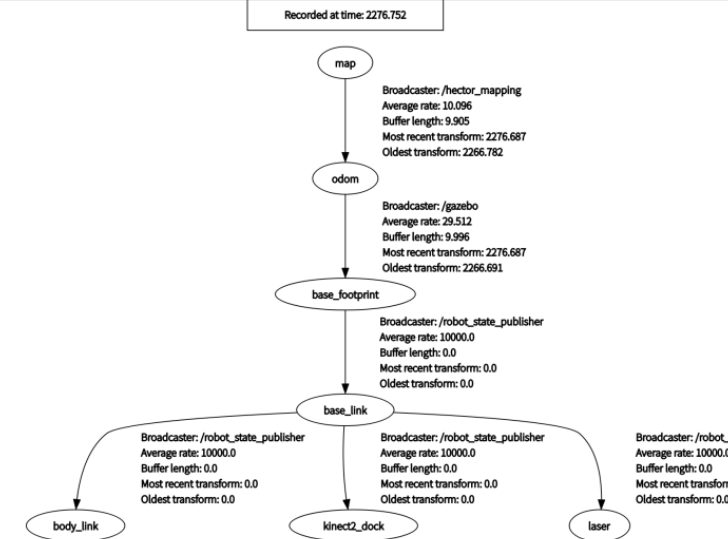 Recorded at time: 2276.752
map
Broadcaster: /hector_mapping
Average rate: 10.096
Buffer length: 9.905
Most recent transform: 2276.687
Oldest transform: 2266.782
odom
Broadcaster: /gazebo
Average rate: 29.512
Buffer length: 9.996
Most recent transform: 2276.687
Oldest transform: 2266.691
base_footprint
Broadcaster: /robot_state_publisher
Average rate: 10000.0
Buffer length: 0.0
Most recent transform: 0.0
Oldest transform: 0.0
base_link
Broadcaster: /robot_state_publisher
Average rate: 10000.0
Buffer length: 0.0
Most recent transform: 0.0
Oldest transform: 0.0
Broadcaster: /robot_state_publisher
Average rate: 10000.0
Buffer length: 0.0
Most recent transform: 0.0
Oldest transform: 0.0
Broadcaster: /robot_
Average rate: 10000.0
Buffer length: 0.0
Most recent transfor
Oldest transform: 0.0
body_link
kinect2_dock
laser